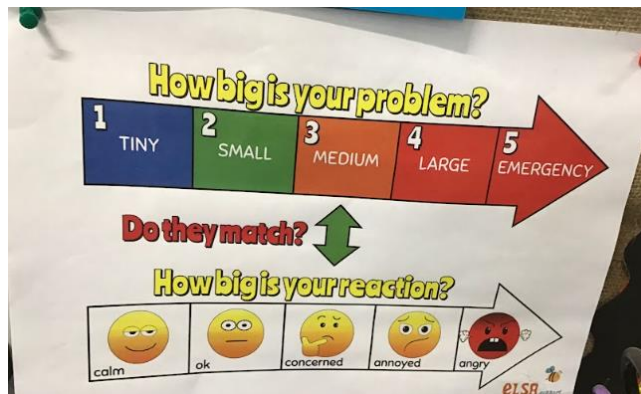 How big is your problem?
1 2 3 4 5
TINY SMALL MEDIUM LARGE EMERGENCY
Do they match?
How big is your reaction?
calm ok concerned annoyed angry
ELSA support